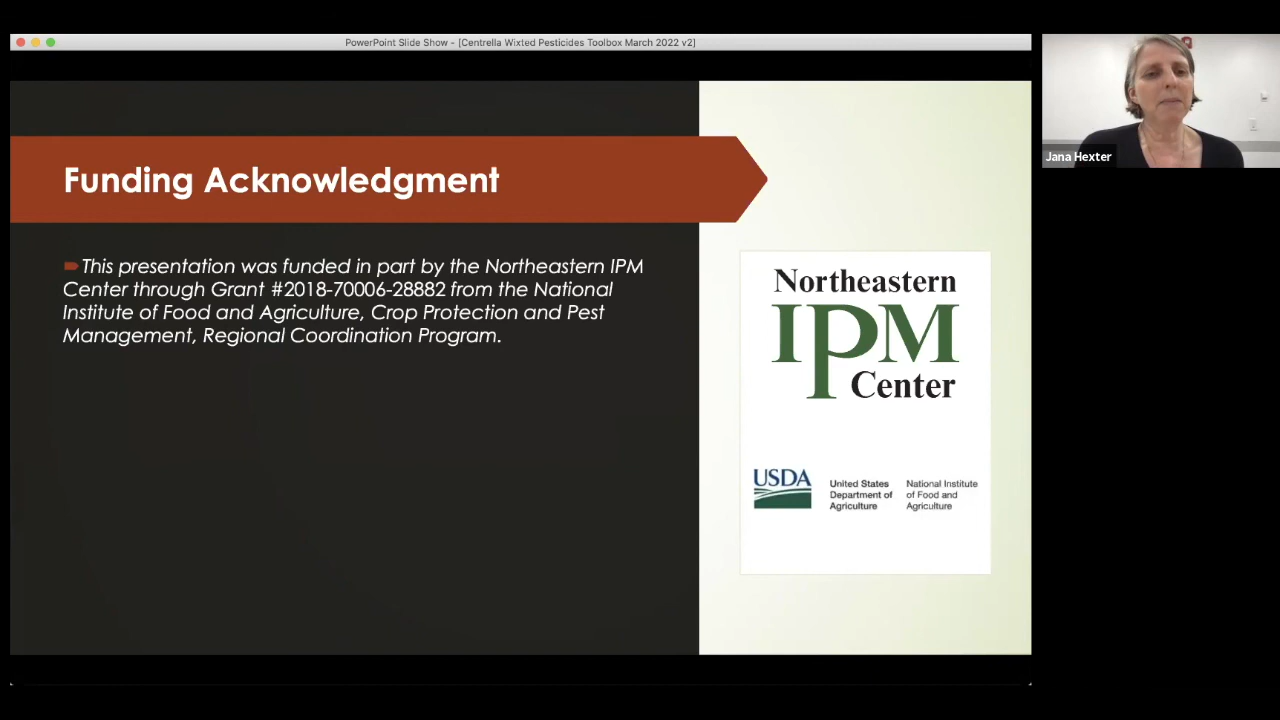 PowerPoint Slide Show - [Centrella Wixted Pesticides Toolbox March 2022 v2]
Funding Acknowledgment
This presentation was funded in part by the Northeastern IPM
Center through Grant #2018-70006-28882 from the National
Institute of Food and Agriculture, Crop Protection and Pest
Management, Regional Coordination Program.
Northeastern
IPM
Center
USDA
United States
Department of
Agriculture
National Institute
of Food and
Agriculture
Jana Hexter